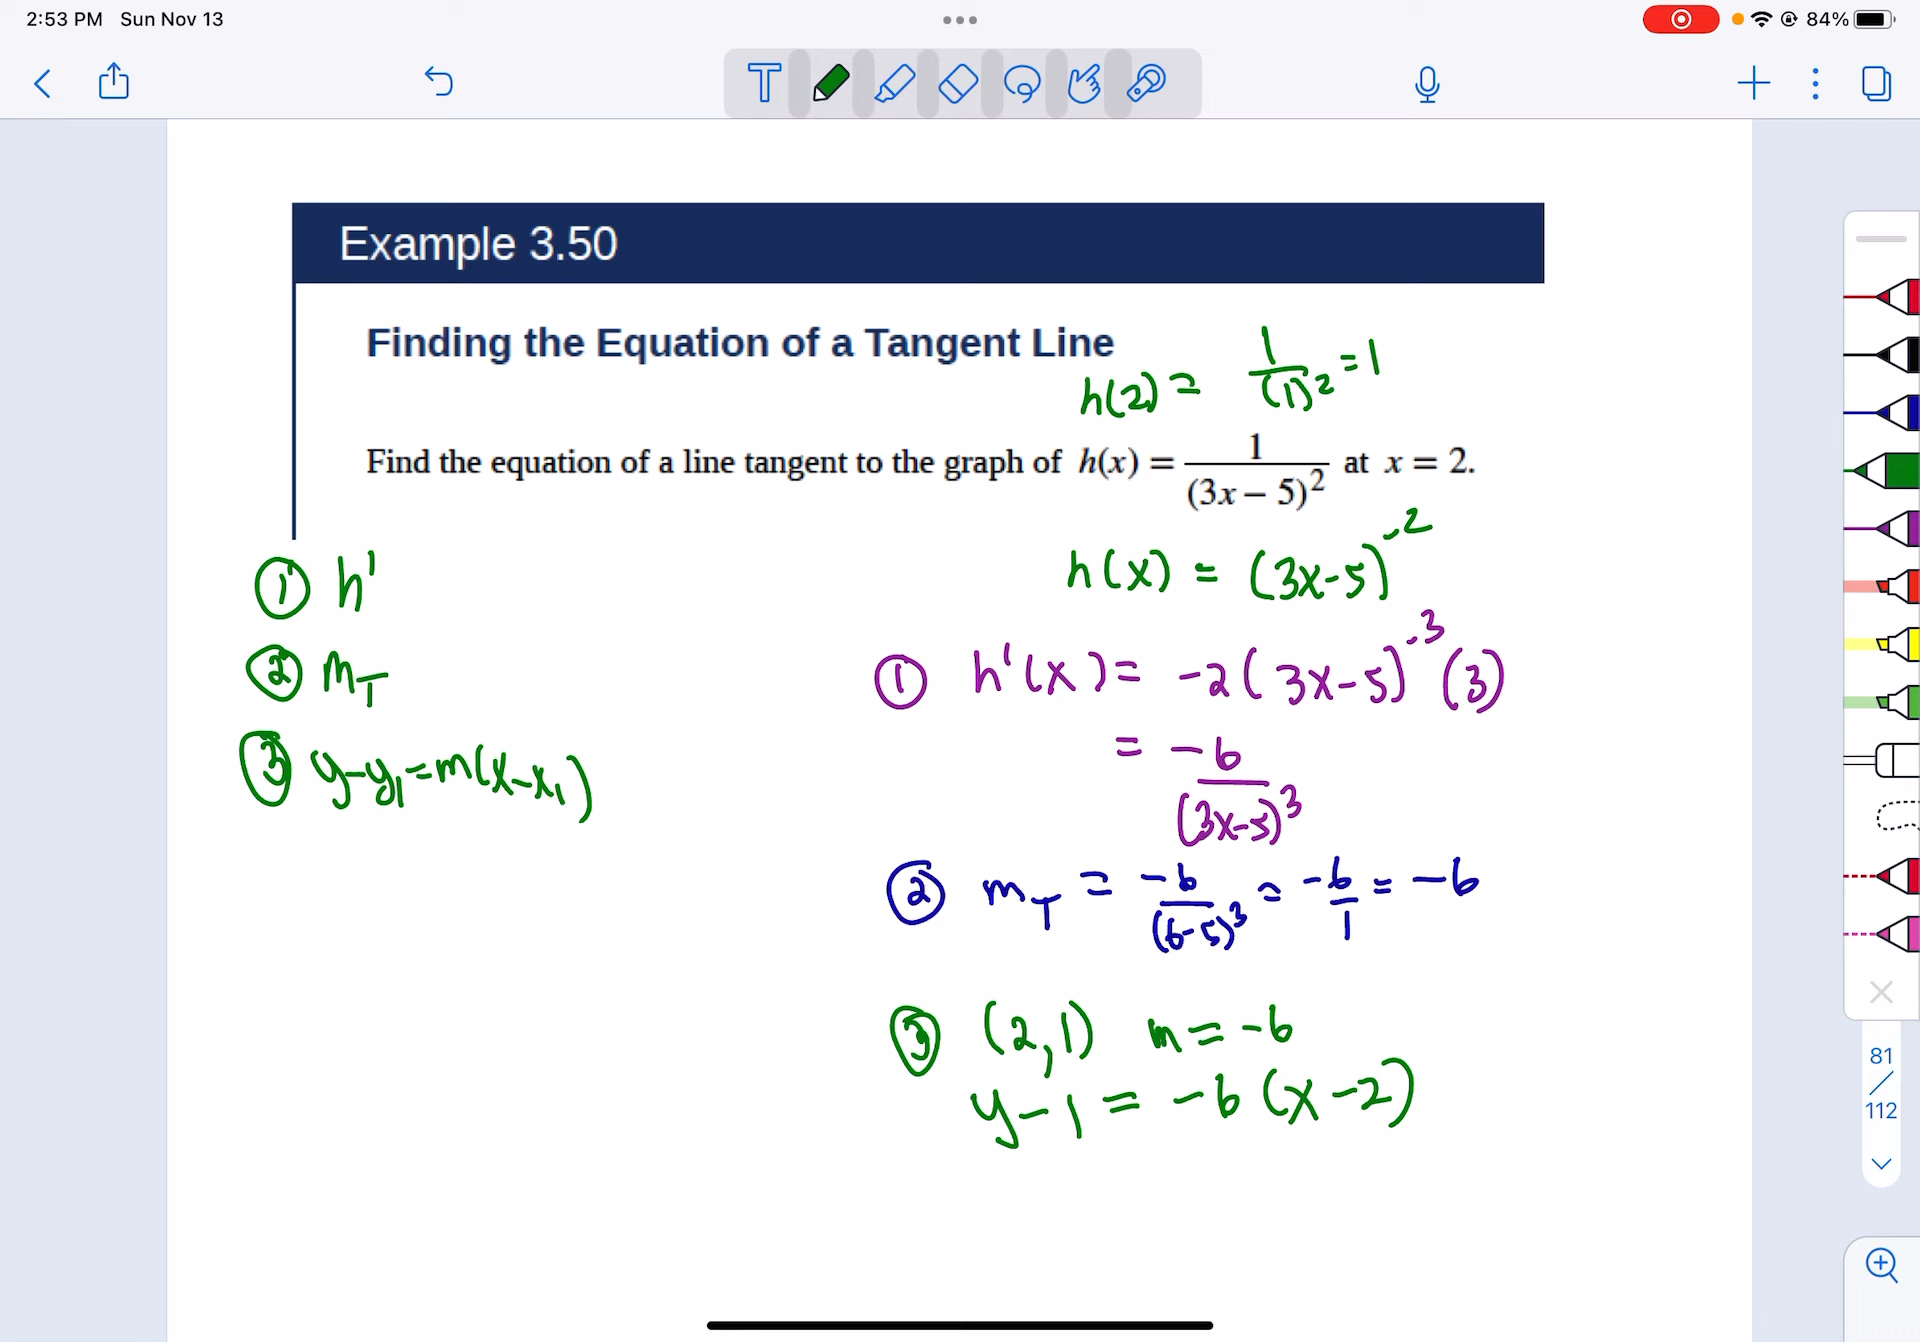 2:53 PM Sun Nov 13
84%
Example 3.50
Finding the Equation of a Tangent Line
h(2) = 1/(1)² = 1
Find the equation of a line tangent to the graph of h(x) = 1/(3x – 5)² at x = 2.
h(x) = (3x-5)⁻²
① h'
② m_T
③ y-y₁=m(x-x₁)
① h'(x) = -2(3x-5)⁻³(3)
= -6/(3x-5)³
② m_T = -6/(6-5)³ = -6/1 = -6
③ (2,1) m = -6
y-1 = -6(x-2)
81
/
112